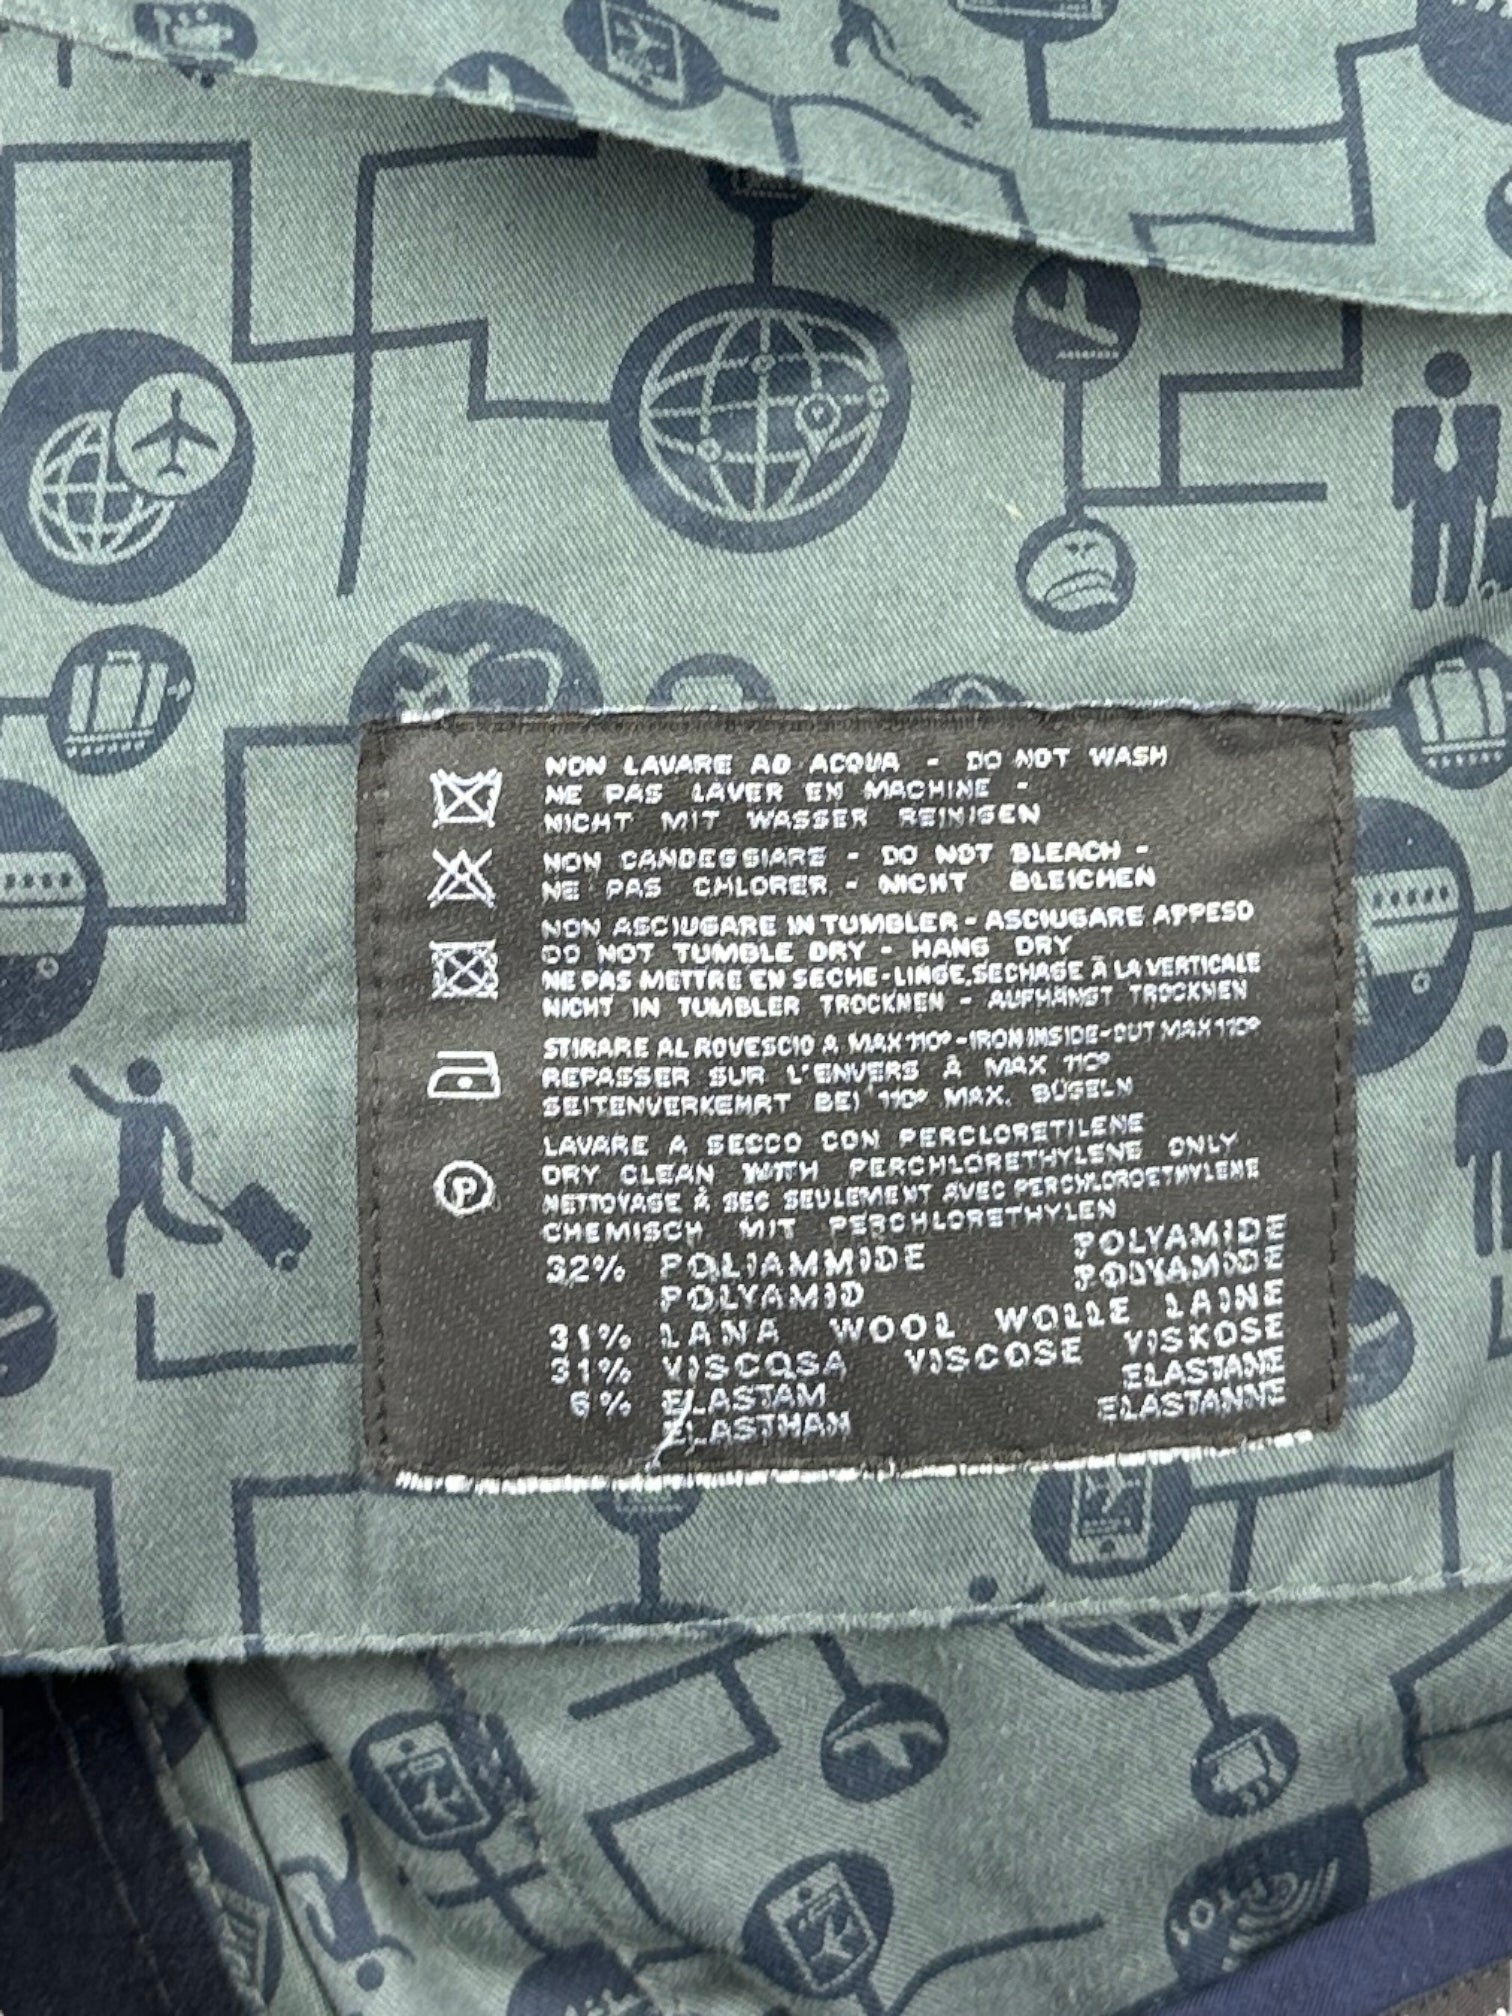 NON LAVARE AD ACQUA - DO NOT WASH
NE PAS LAVER EN MACHINE -
NICHT MIT WASSER REINIGEN
NON CANDEGGIARE - DO NOT BLEACH -
NE PAS CHLORER - NICHT BLEICHEN
NON ASCIUGARE IN TUMBLER - ASCIUGARE APPESO
DO NOT TUMBLE DRY - HANG DRY
NE PAS METTRE EN SECHE-LINGE, SECHAGE À LA VERTICALE
NICHT IN TUMBLER TROCKNEN - AUFHÄNGT TROCKNEN
STIRARE AL ROVESCIO A MAX 110° - IRON INSIDE-OUT MAX 110°
REPASSER SUR L'ENVERS À MAX 110°
SEITENVERKEHRT BEI 110° MAX. BÜGELN
LAVARE A SECCO CON PERCLORETILENE
DRY CLEAN WITH PERCHLORETHYLENE ONLY
NETTOYAGE À SEC SEULEMENT AVEC PERCHLOROETHYLENE
CHEMISCH MIT PERCHLORETHYLEN
P
32% POLIAMMIDE POLYAMIDE
POLYAMID POLYAMIDE
31% LANA WOOL WOLLE LAINE
31% VISCOSA VISCOSE VISKOSE
6% ELASTAM ELASTANE
ELASTHAN ELASTANNE